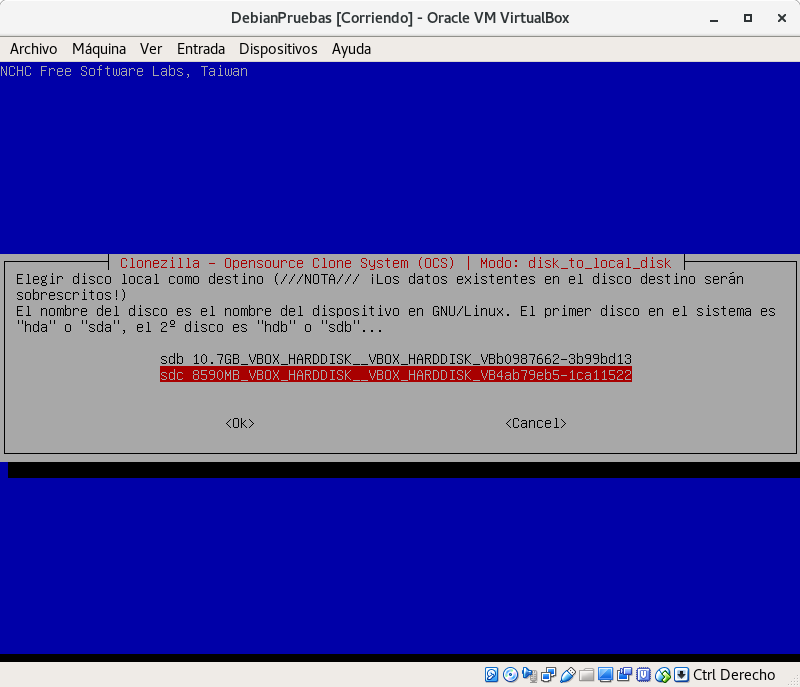 DebianPruebas [Corriendo] - Oracle VM VirtualBox
Archivo Máquina Ver Entrada Dispositivos Ayuda
NCHC Free Software Labs, Taiwan
Clonezilla - Opensource Clone System (OCS) | Modo: disk_to_local_disk
Elegir disco local como destino (///NOTA/// ¡Los datos existentes en el disco destino serán
sobrescritos!)
El nombre del disco es el nombre del dispositivo en GNU/Linux. El primer disco en el sistema es
"hda" o "sda", el 2º disco es "hdb" o "sdb"...
sdb 10.7GB_VBOX_HARDDISK__VBOX_HARDDISK_VBb0987662-3b99bd13
sdc 8590MB_VBOX_HARDDISK__VBOX_HARDDISK_VB4ab79eb5-1ca11522
<Ok> <Cancel>
Ctrl Derecho